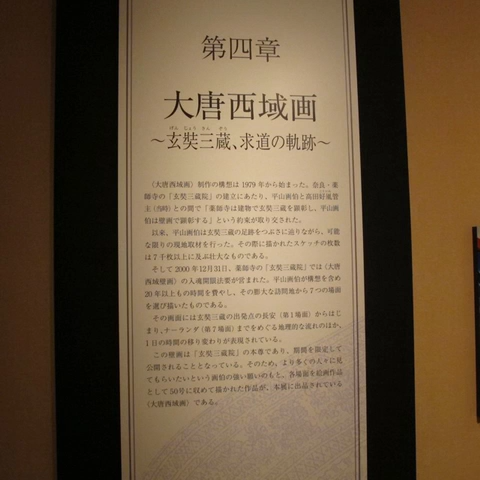 第四章
大唐西域画
げん じょう さん ぞう
～玄奘三蔵、求道の軌跡～
〈大唐西域画〉制作の構想は1979年から始まった。奈良・薬
師寺の「玄奘三蔵院」の建立にあたり、平山画伯と高田好胤管
主(当時)との間で「薬師寺は建物で玄奘三蔵を顕彰し、平山画
伯は壁画で顕彰する」という約束が取り交された。
以来、平山画伯は玄奘三蔵の足跡をつぶさに辿りながら、可能
な限りの現地取材を行った。その際に描かれたスケッチの枚数
は7千枚以上に及ぶ壮大なものである。
そして2000年12月31日、薬師寺の「玄奘三蔵院」では〈大唐
西域壁画〉の入魂開眼法要が営まれた。平山画伯が構想を含め
20年以上もの時間を費やし、その膨大な訪問地から7つの場面
を選び描いたものである。
その画面には玄奘三蔵の出発点の長安(第1場面)からはじ
まり、ナーランダ(第7場面)までをめぐる地理的な流れのほか、
1日の時間の移り変わりが表現されている。
この壁画は「玄奘三蔵院」の本尊であり、期間を限定して
公開されることとなっている。そのため、より多くの人々に見
てもらいたいという画伯の強い願いのもと、各場面を絵画作品
として50号に収めて描かれた作品が、本展に出品されている
〈大唐西域画〉である。